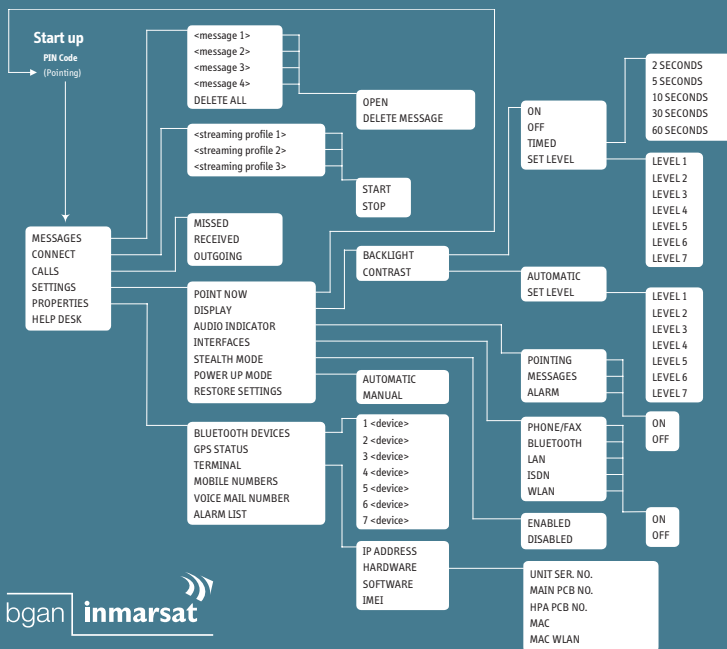 Start up
PIN Code
(Pointing)
MESSAGES
CONNECT
CALLS
SETTINGS
PROPERTIES
HELP DESK
<message 1>
<message 2>
<message 3>
<message 4>
DELETE ALL
OPEN
DELETE MESSAGE
<streaming profile 1>
<streaming profile 2>
<streaming profile 3>
START
STOP
MISSED
RECEIVED
OUTGOING
POINT NOW
DISPLAY
AUDIO INDICATOR
INTERFACES
STEALTH MODE
POWER UP MODE
RESTORE SETTINGS
BACKLIGHT
CONTRAST
ON
OFF
TIMED
SET LEVEL
2 SECONDS
5 SECONDS
10 SECONDS
30 SECONDS
60 SECONDS
LEVEL 1
LEVEL 2
LEVEL 3
LEVEL 4
LEVEL 5
LEVEL 6
LEVEL 7
AUTOMATIC
SET LEVEL
LEVEL 1
LEVEL 2
LEVEL 3
LEVEL 4
LEVEL 5
LEVEL 6
LEVEL 7
POINTING
MESSAGES
ALARM
ON
OFF
PHONE/FAX
BLUETOOTH
LAN
ISDN
WLAN
ON
OFF
ENABLED
DISABLED
AUTOMATIC
MANUAL
BLUETOOTH DEVICES
GPS STATUS
TERMINAL
MOBILE NUMBERS
VOICE MAIL NUMBER
ALARM LIST
1 <device>
2 <device>
3 <device>
4 <device>
5 <device>
6 <device>
7 <device>
IP ADDRESS
HARDWARE
SOFTWARE
IMEI
UNIT SER. NO.
MAIN PCB NO.
HPA PCB NO.
MAC
MAC WLAN
bgan inmarsat